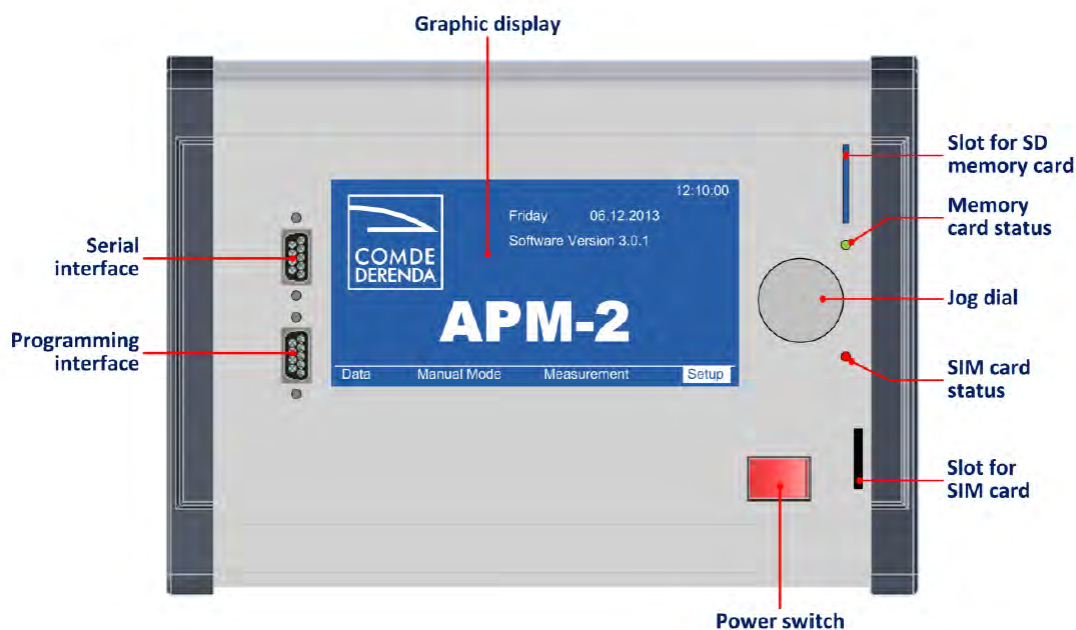 Graphic display
Slot for SD
memory card
Memory
card status
Jog dial
SIM card
status
Slot for
SIM card
Power switch
Serial
interface
Programming
interface
12:10:00
Friday 06.12.2013
Software Version 3.0.1
COMDE
DERENDA
APM-2
Data Manual Mode Measurement Setup